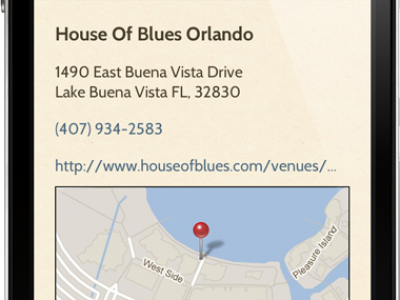 House Of Blues Orlando
1490 East Buena Vista Drive
Lake Buena Vista FL, 32830
(407) 934-2583
http://www.houseofblues.com/venues/...
West Side
Pleasure Island